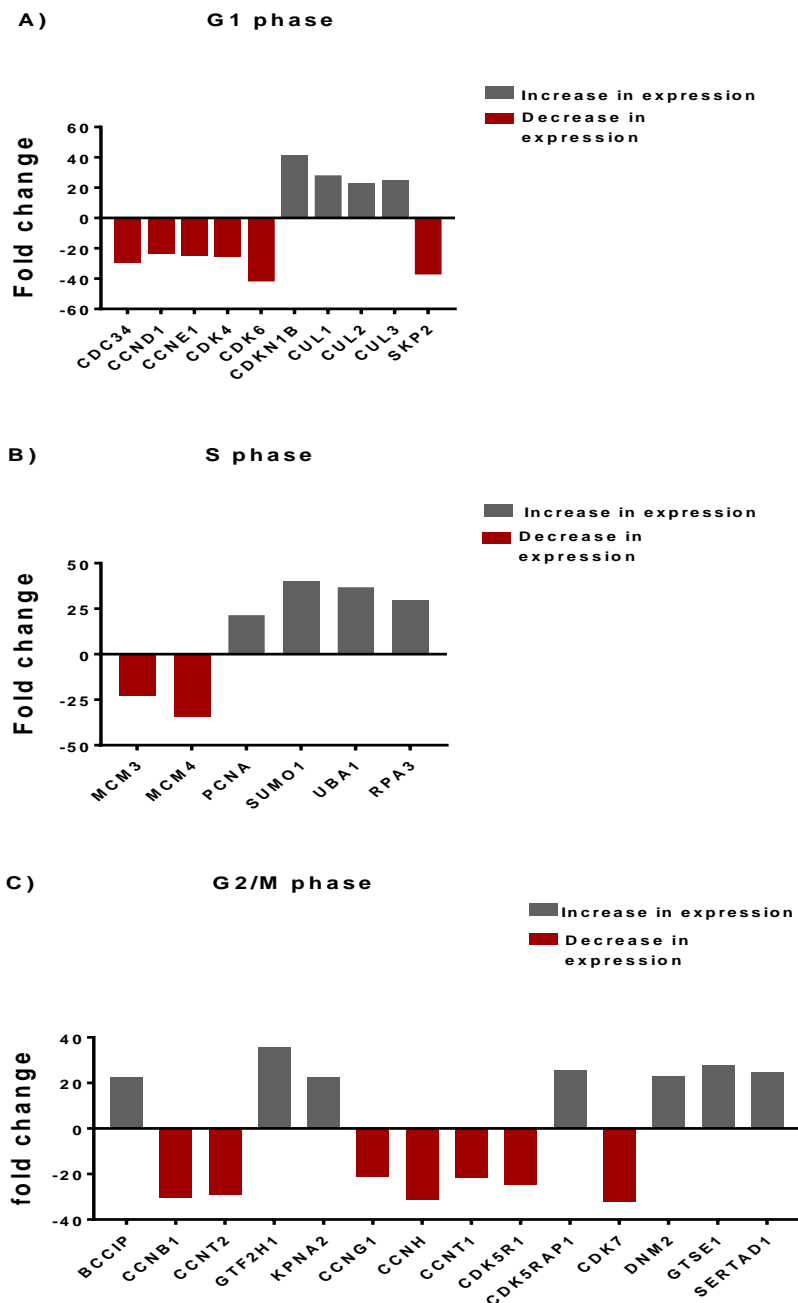 A) G1 phase
Increase in expression
Decrease in
expression
Fold change
60
40
20
0
-20
-40
-60
CDC34
CCND1
CCNE1
CDK4
CDK6
CDKN1B
CUL1
CUL2
CUL3
SKP2
B) S phase
Increase in expression
Decrease in
expression
Fold change
50
25
0
-25
-50
MCM3
MCM4
PCNA
SUMO1
UBA1
RPA3
C) G2/M phase
Increase in expression
Decrease in
expression
fold change
40
20
0
-20
-40
BCCIP
CCNB1
CCNT2
GTF2H1
KPNA2
CCNG1
CCNH
CCNT1
CDK5R1
CDK5RAP1
CDK7
DNM2
GTSE1
SERTAD1